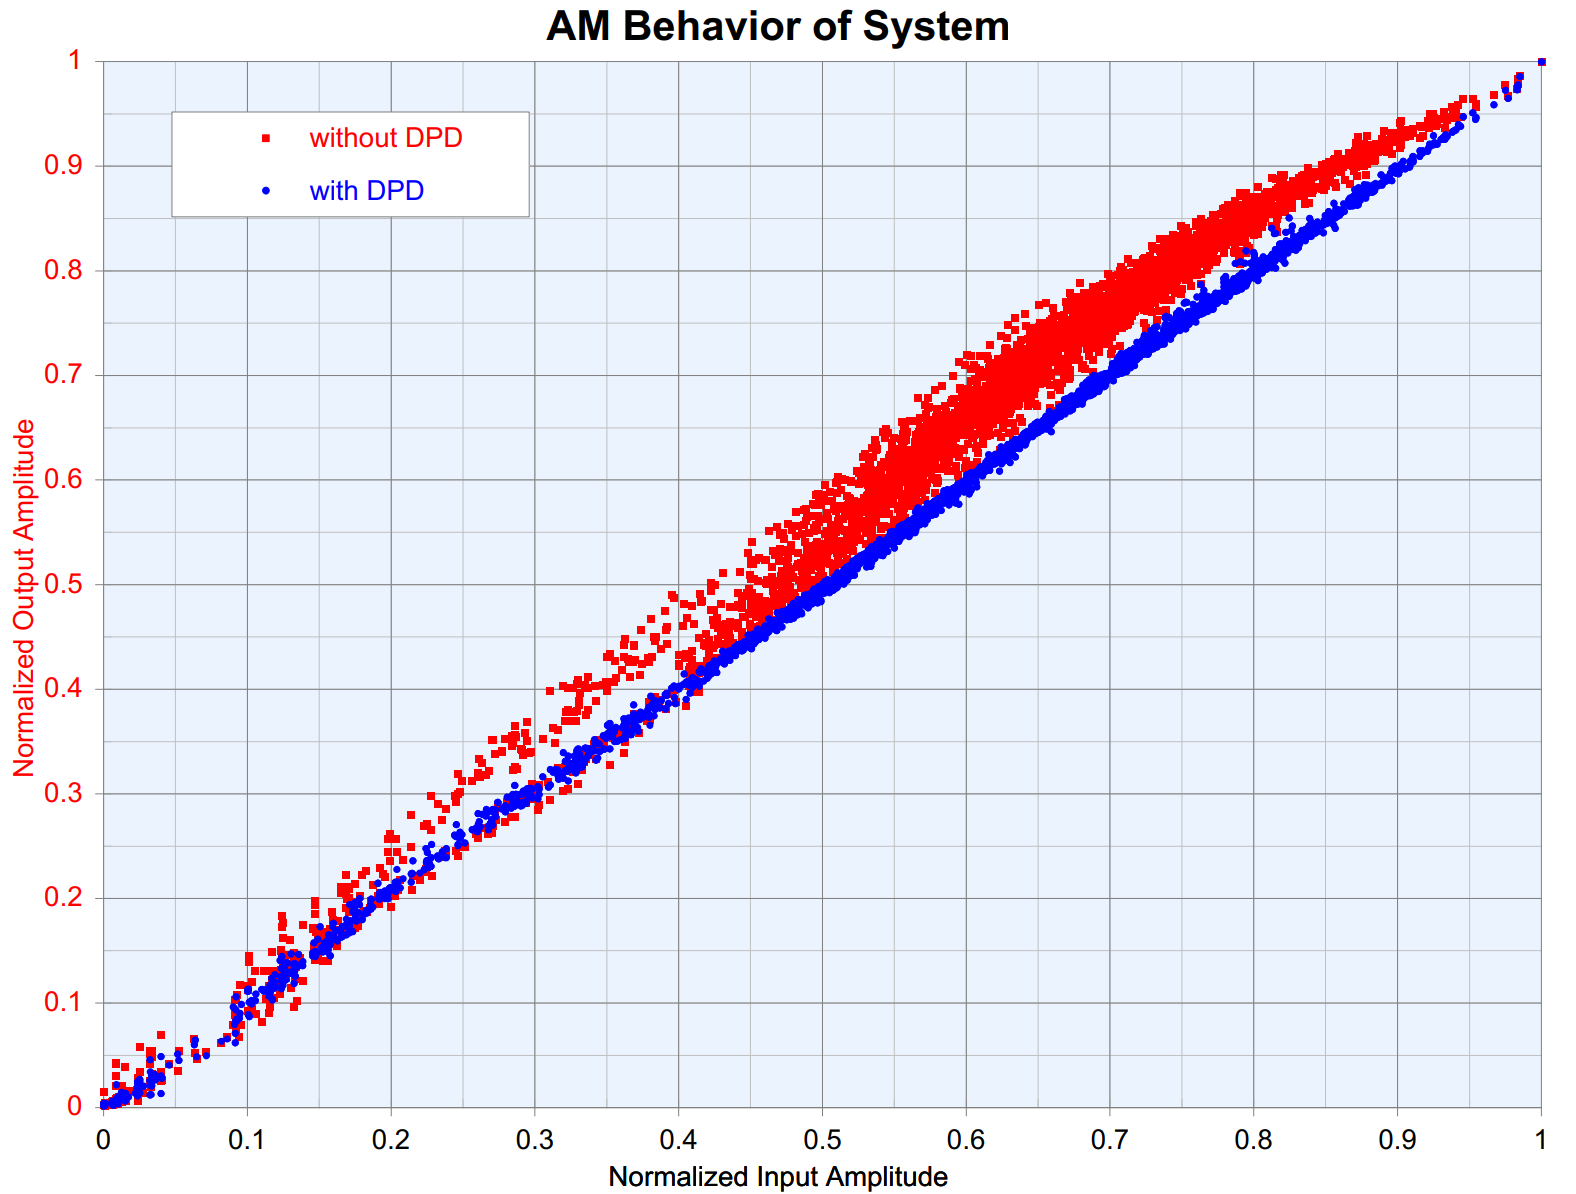 AM Behavior of System
without DPD
with DPD
Normalized Output Amplitude
1
0.9
0.8
0.7
0.6
0.5
0.4
0.3
0.2
0.1
0
0 0.1 0.2 0.3 0.4 0.5 0.6 0.7 0.8 0.9 1
Normalized Input Amplitude